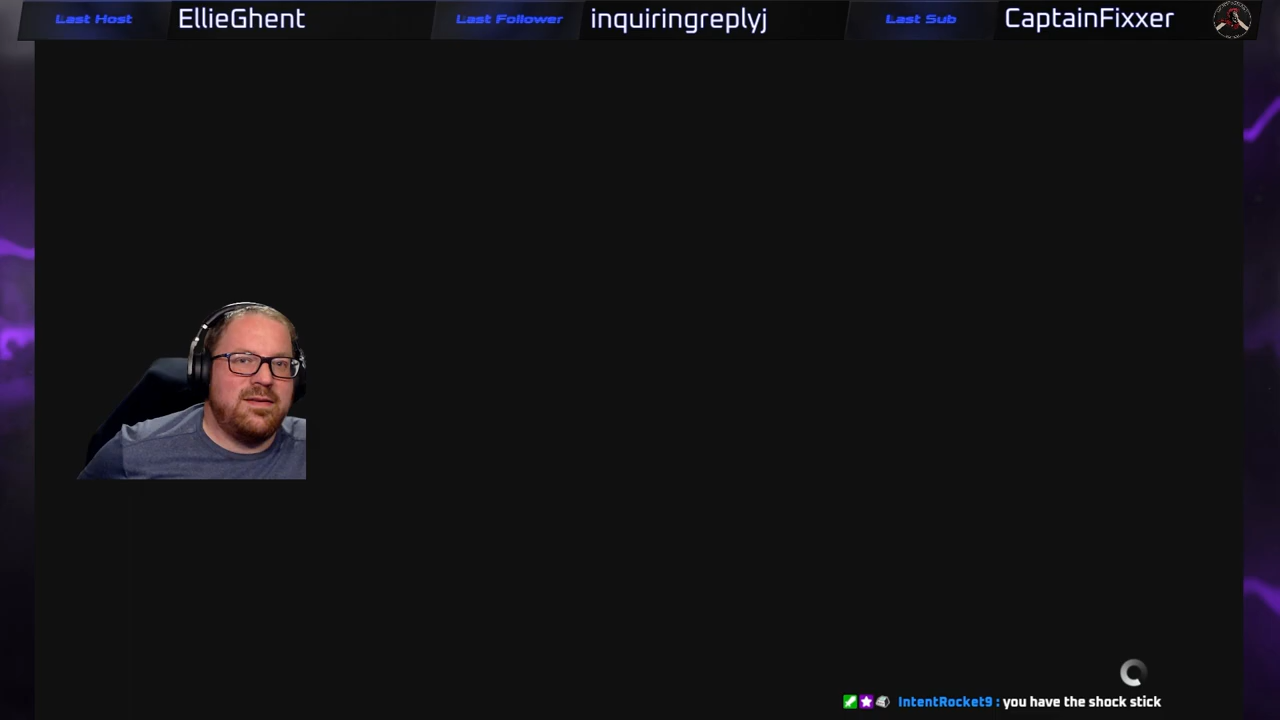 Last Host EllieGhent Last Follower inquiringreplyj Last Sub CaptainFixxer
IntentRocket9 : you have the shock stick